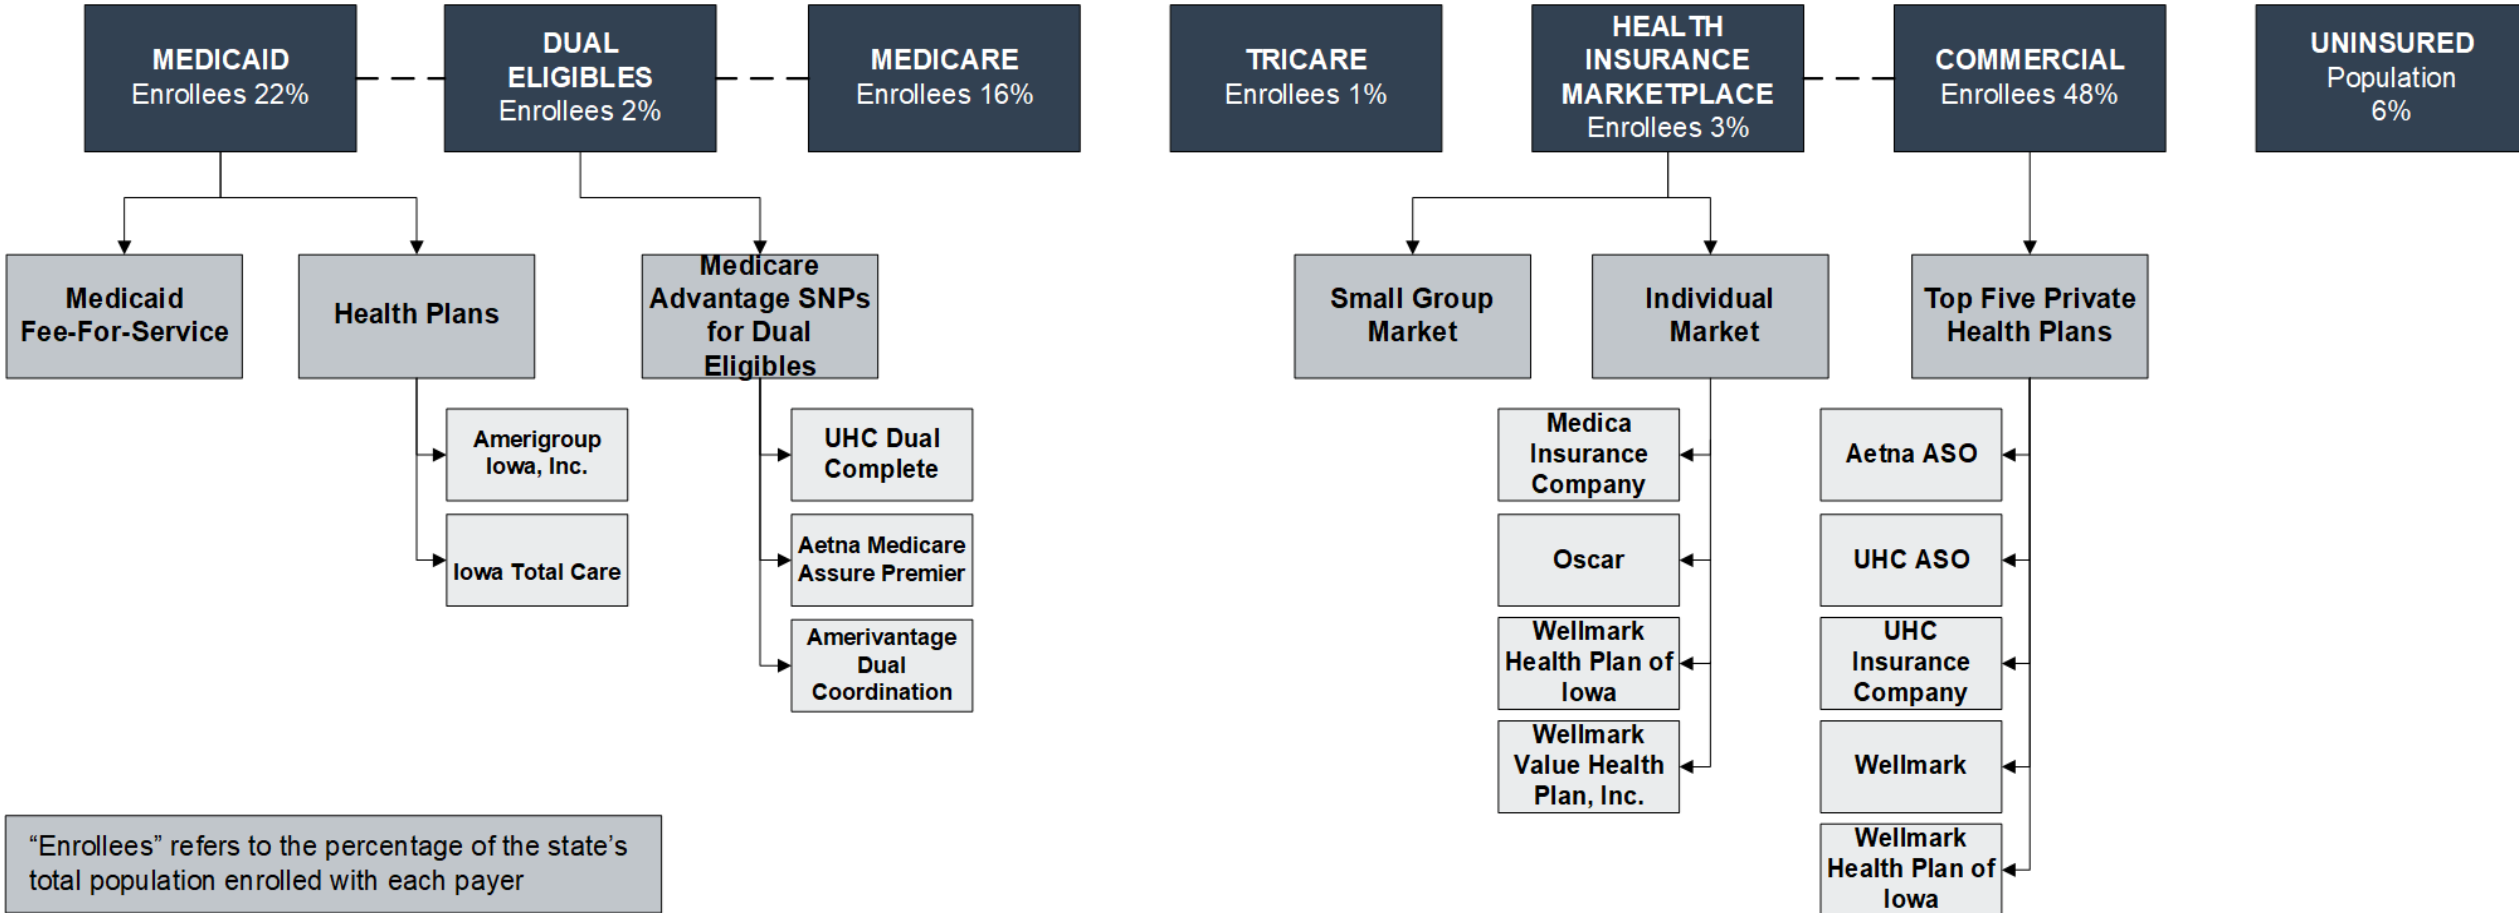 MEDICAID
Enrollees 22%
DUAL
ELIGIBLES
Enrollees 2%
MEDICARE
Enrollees 16%
TRICARE
Enrollees 1%
HEALTH
INSURANCE
MARKETPLACE
Enrollees 3%
COMMERCIAL
Enrollees 48%
UNINSURED
Population
6%
Medicaid
Fee-For-Service
Health Plans
Medicare
Advantage SNPs
for Dual
Eligibles
Small Group
Market
Individual
Market
Top Five Private
Health Plans
Amerigroup
Iowa, Inc.
Iowa Total Care
UHC Dual
Complete
Aetna Medicare
Assure Premier
Amerivantage
Dual
Coordination
Medica
Insurance
Company
Oscar
Wellmark
Health Plan of
Iowa
Wellmark
Value Health
Plan, Inc.
Aetna ASO
UHC ASO
UHC
Insurance
Company
Wellmark
Wellmark
Health Plan of
Iowa
“Enrollees” refers to the percentage of the state’s
total population enrolled with each payer